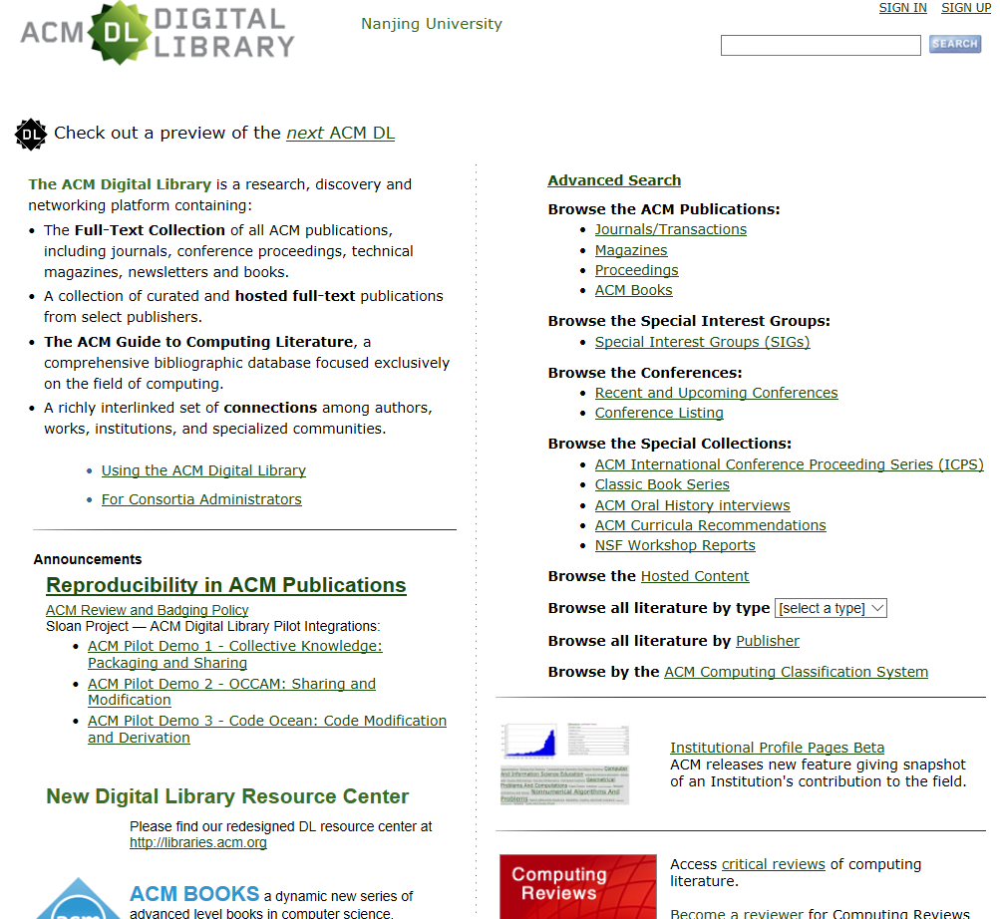 ACM DL DIGITAL LIBRARY
Nanjing University
SIGN IN SIGN UP
SEARCH
DL Check out a preview of the next ACM DL
The ACM Digital Library is a research, discovery and
networking platform containing:
The Full-Text Collection of all ACM publications,
including journals, conference proceedings, technical
magazines, newsletters and books.
A collection of curated and hosted full-text publications
from select publishers.
The ACM Guide to Computing Literature, a
comprehensive bibliographic database focused exclusively
on the field of computing.
A richly interlinked set of connections among authors,
works, institutions, and specialized communities.
Using the ACM Digital Library
For Consortia Administrators
Announcements
Reproducibility in ACM Publications
ACM Review and Badging Policy
Sloan Project — ACM Digital Library Pilot Integrations:
ACM Pilot Demo 1 - Collective Knowledge:
Packaging and Sharing
ACM Pilot Demo 2 - OCCAM: Sharing and
Modification
ACM Pilot Demo 3 - Code Ocean: Code Modification
and Derivation
New Digital Library Resource Center
Please find our redesigned DL resource center at
http://libraries.acm.org
acm
ACM BOOKS a dynamic new series of
advanced level books in computer science.
Advanced Search
Browse the ACM Publications:
Journals/Transactions
Magazines
Proceedings
ACM Books
Browse the Special Interest Groups:
Special Interest Groups (SIGs)
Browse the Conferences:
Recent and Upcoming Conferences
Conference Listing
Browse the Special Collections:
ACM International Conference Proceeding Series (ICPS)
Classic Book Series
ACM Oral History interviews
ACM Curricula Recommendations
NSF Workshop Reports
Browse the Hosted Content
Browse all literature by type [select a type]
Browse all literature by Publisher
Browse by the ACM Computing Classification System
Computer
And Information Science Education
Geometrical
Problems And Computations
Nonnumerical Algorithms And
Problems
Institutional Profile Pages Beta
ACM releases new feature giving snapshot
of an Institution's contribution to the field.
Computing
Reviews
Access critical reviews of computing
literature.
Become a reviewer for Computing Reviews